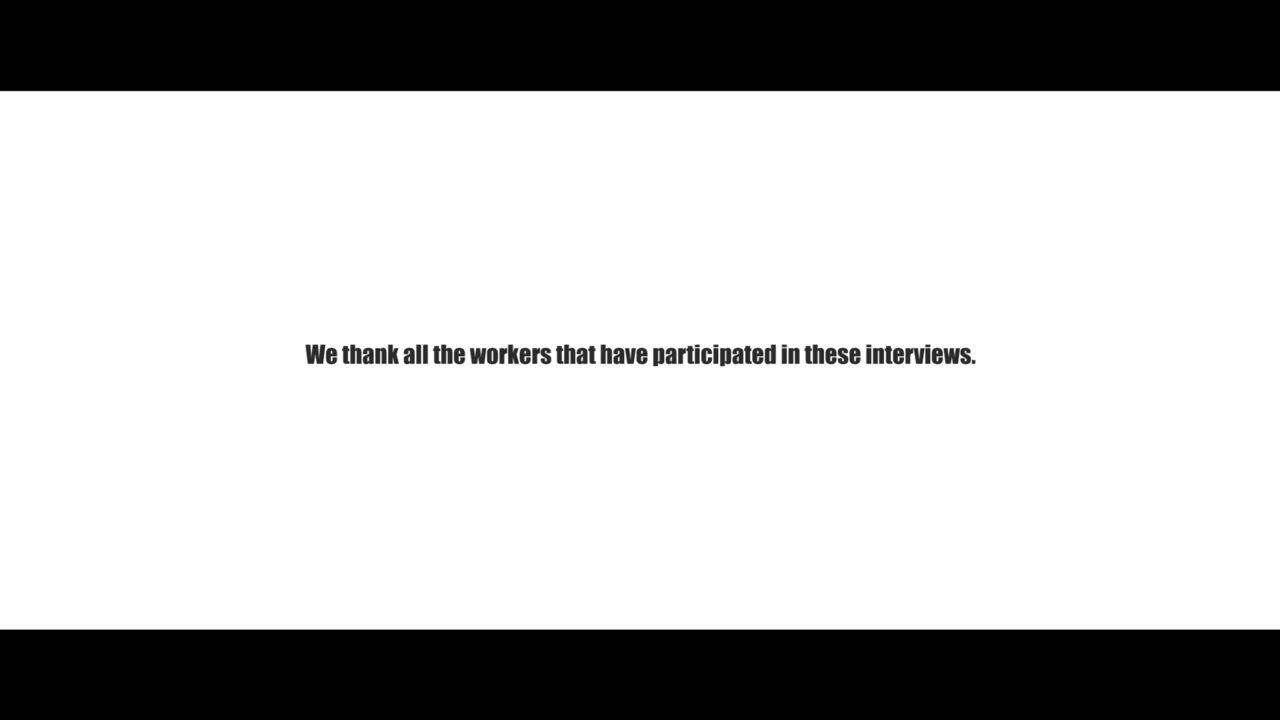 We thank all the workers that have participated in these interviews.